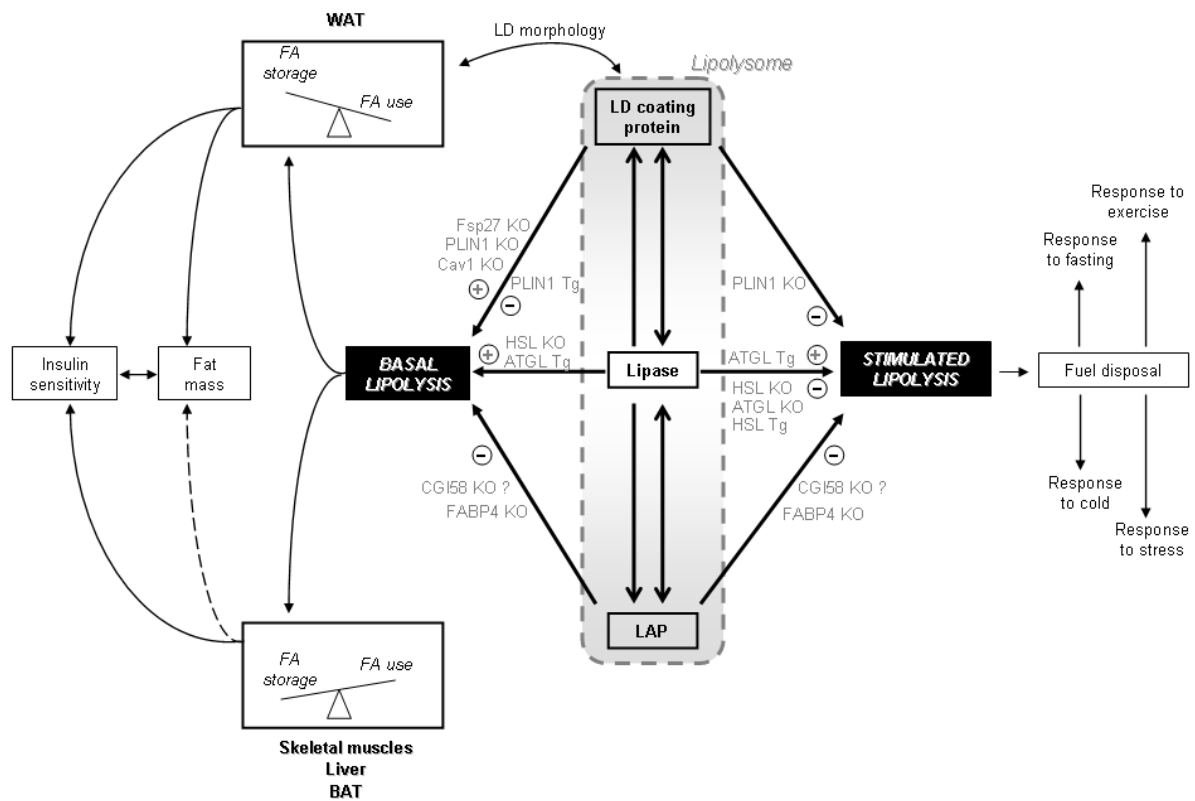 WAT
LD morphology
FA
storage
FA use
Lipolysome
LD coating
protein
Response to
exercise
Response
to fasting
Fsp27 KO
PLIN1 KO
Cav1 KO
+
PLIN1 Tg
−
PLIN1 KO
−
Insulin
sensitivity
Fat
mass
BASAL
LIPOLYSIS
+
HSL KO
ATGL Tg
Lipase
ATGL Tg
+
HSL KO
ATGL KO
HSL Tg
−
STIMULATED
LIPOLYSIS
Fuel disposal
−
CGI58 KO ?
FABP4 KO
−
CGI58 KO ?
FABP4 KO
Response
to cold
Response
to stress
LAP
FA
storage
FA use
Skeletal muscles
Liver
BAT